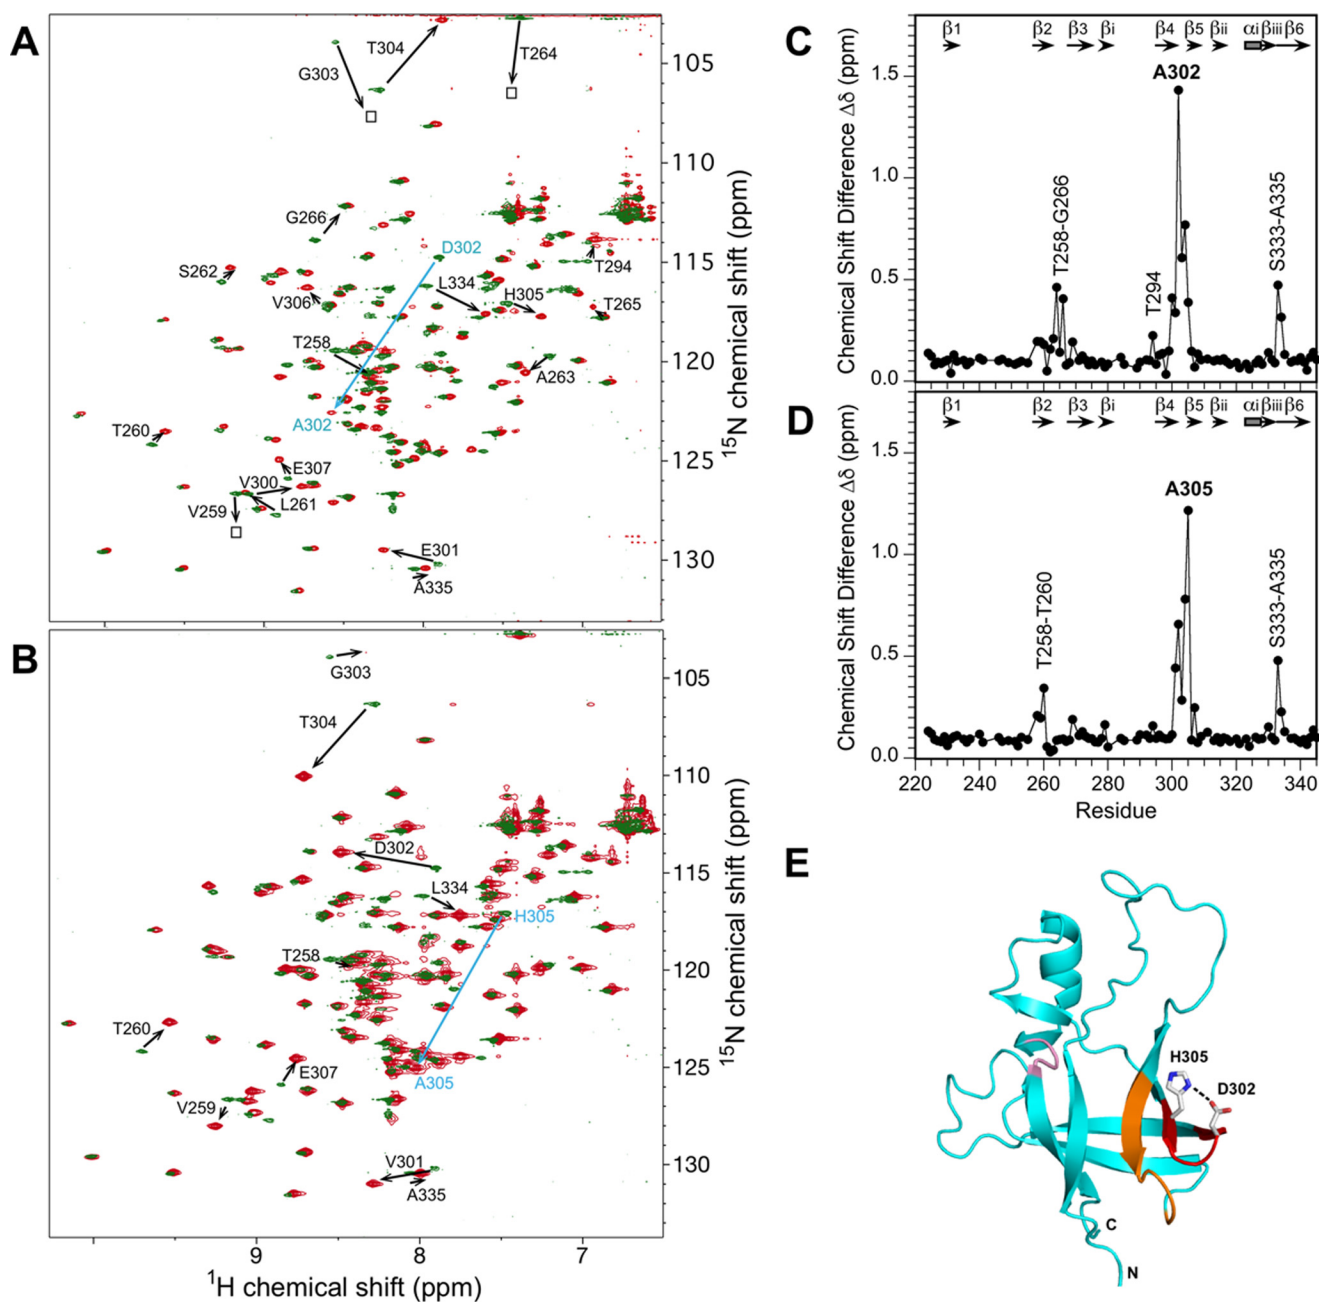 A
T304
T264
G303
105
110
G266
D302
S262
115
T294
L334
H305
V306
T265
T258
120
A263
A302
T260
E307
125
V300
V259
L261
E301
130
A335
¹⁵N chemical shift (ppm)
B
G303
105
T304
110
D302
115
L334
H305
T258
120
T260
125
E307
A305
V259
V301
130
A335
¹⁵N chemical shift (ppm)
9 8 7
¹H chemical shift (ppm)
C
β1 β2 β3 βi β4 β5 βii αi βiii β6
A302
1.5
1.0
0.5
0.0
T258-G266
T294
S333-A335
Chemical Shift Difference Δδ (ppm)
D
β1 β2 β3 βi β4 β5 βii αi βiii β6
A305
1.5
1.0
0.5
0.0
T258-T260
S333-A335
Chemical Shift Difference Δδ (ppm)
220 240 260 280 300 320 340
Residue
E
H305
D302
C
N